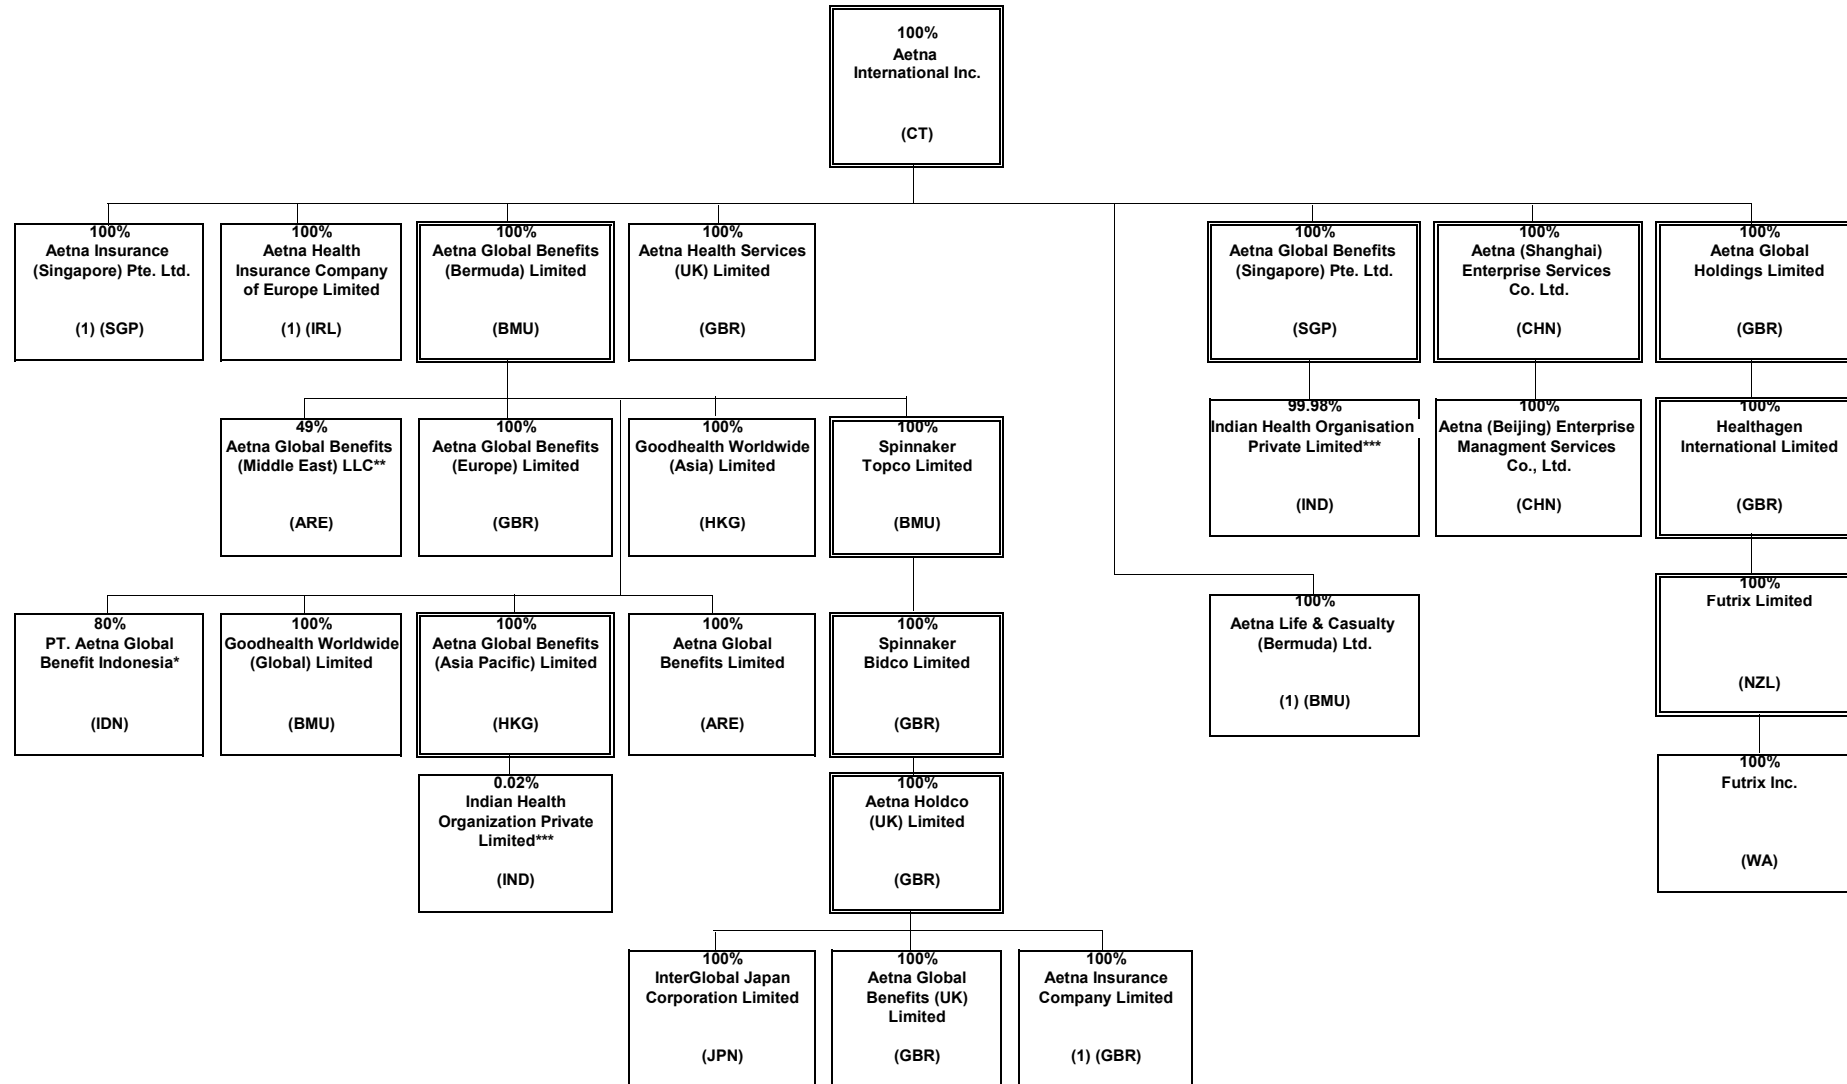 100%
Aetna
International Inc.
(CT)
100%
Aetna Insurance
(Singapore) Pte. Ltd.
(1) (SGP)
100%
Aetna Health
Insurance Company
of Europe Limited
(1) (IRL)
100%
Aetna Global Benefits
(Bermuda) Limited
(BMU)
100%
Aetna Health Services
(UK) Limited
(GBR)
100%
Aetna Global Benefits
(Singapore) Pte. Ltd.
(SGP)
100%
Aetna (Shanghai)
Enterprise Services
Co. Ltd.
(CHN)
100%
Aetna Global
Holdings Limited
(GBR)
49%
Aetna Global Benefits
(Middle East) LLC**
(ARE)
100%
Aetna Global Benefits
(Europe) Limited
(GBR)
100%
Goodhealth Worldwide
(Asia) Limited
(HKG)
100%
Spinnaker
Topco Limited
(BMU)
99.98%
Indian Health Organisation
Private Limited***
(IND)
100%
Aetna (Beijing) Enterprise
Managment Services
Co., Ltd.
(CHN)
100%
Healthagen
International Limited
(GBR)
80%
PT. Aetna Global
Benefit Indonesia*
(IDN)
100%
Goodhealth Worldwide
(Global) Limited
(BMU)
100%
Aetna Global Benefits
(Asia Pacific) Limited
(HKG)
100%
Aetna Global
Benefits Limited
(ARE)
100%
Spinnaker
Bidco Limited
(GBR)
100%
Aetna Life & Casualty
(Bermuda) Ltd.
(1) (BMU)
100%
Futrix Limited
(NZL)
0.02%
Indian Health
Organization Private
Limited***
(IND)
100%
Aetna Holdco
(UK) Limited
(GBR)
100%
Futrix Inc.
(WA)
100%
InterGlobal Japan
Corporation Limited
(JPN)
100%
Aetna Global
Benefits (UK)
Limited
(GBR)
100%
Aetna Insurance
Company Limited
(1) (GBR)